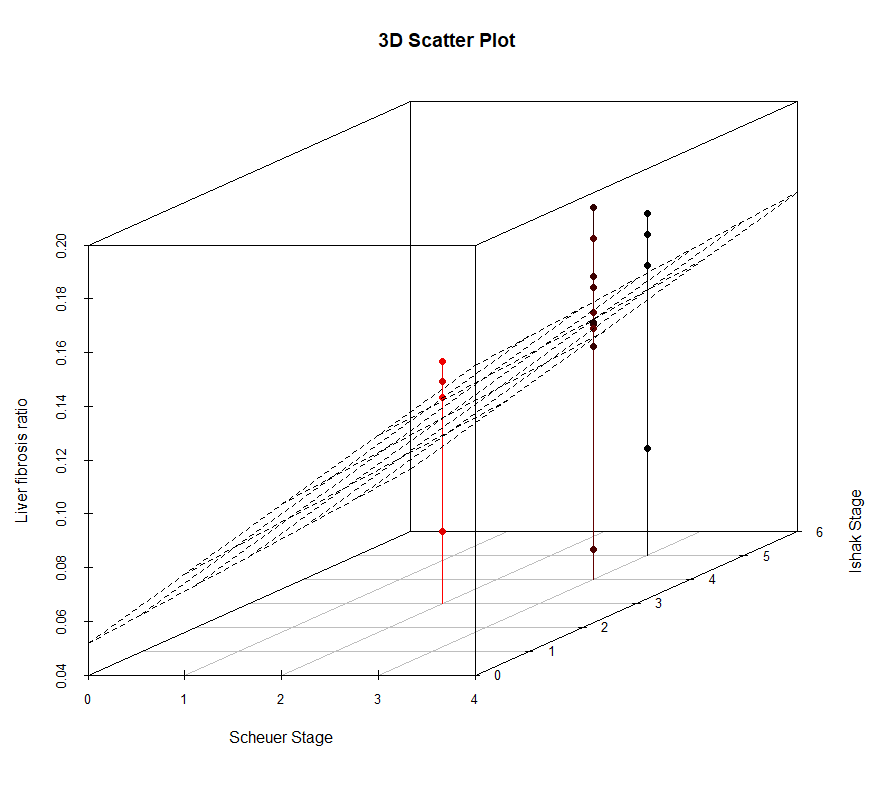 3D Scatter Plot
Liver fibrosis ratio
0.20
0.18
0.16
0.14
0.12
0.10
0.08
0.06
0.04
0 1 2 3 4
Scheuer Stage
0 1 2 3 4 5 6
Ishak Stage